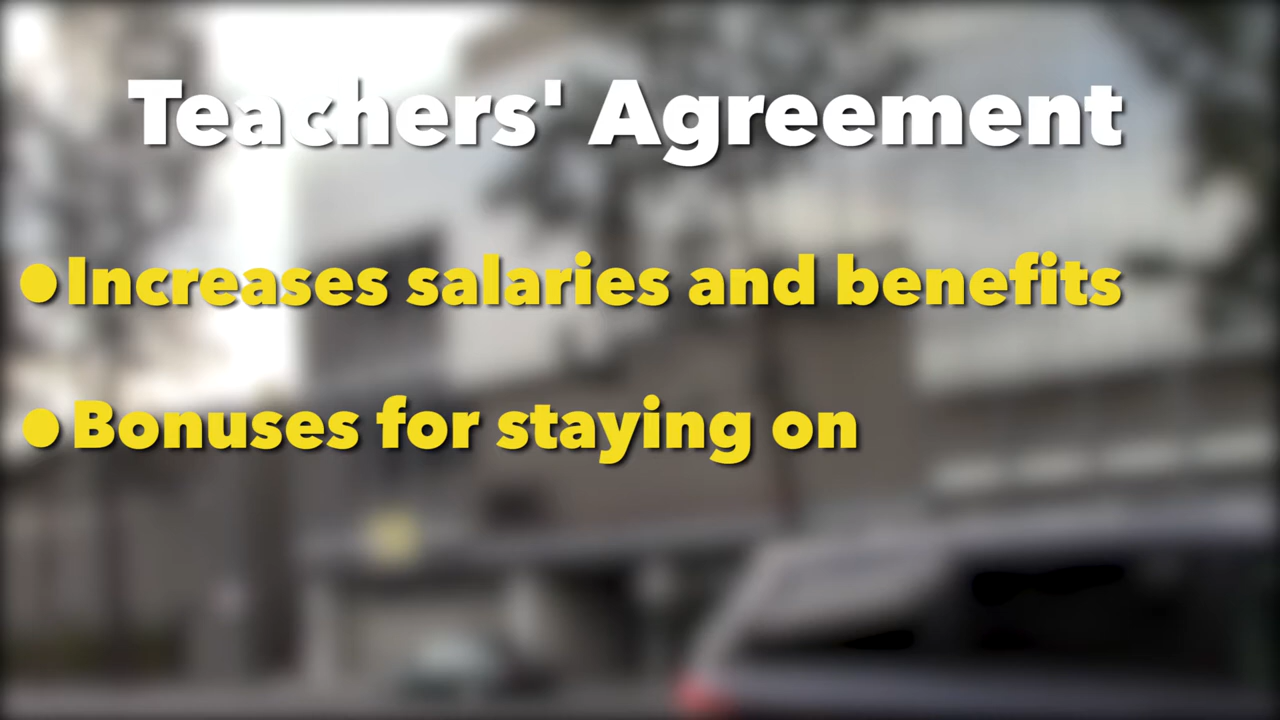 Teachers' Agreement
●Increases salaries and benefits
●Bonuses for staying on